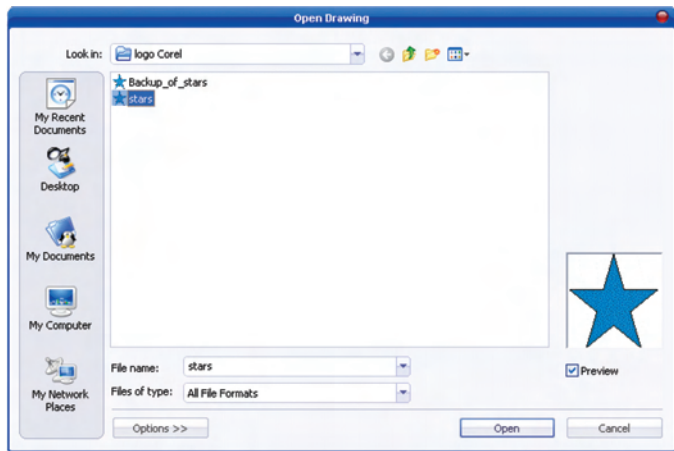 Open Drawing
Look in: logo Corel
Backup_of_stars
stars
My Recent
Documents
Desktop
My Documents
My Computer
My Network
Places
File name: stars
Files of type: All File Formats
Preview
Options >>
Open
Cancel